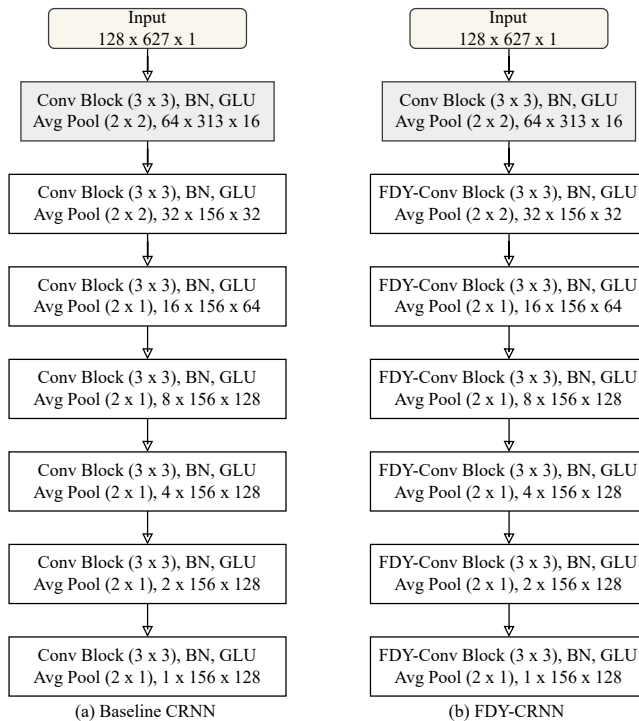 Input
128 x 627 x 1
Conv Block (3 x 3), BN, GLU
Avg Pool (2 x 2), 64 x 313 x 16
Conv Block (3 x 3), BN, GLU
Avg Pool (2 x 2), 32 x 156 x 32
Conv Block (3 x 3), BN, GLU
Avg Pool (2 x 1), 16 x 156 x 64
Conv Block (3 x 3), BN, GLU
Avg Pool (2 x 1), 8 x 156 x 128
Conv Block (3 x 3), BN, GLU
Avg Pool (2 x 1), 4 x 156 x 128
Conv Block (3 x 3), BN, GLU
Avg Pool (2 x 1), 2 x 156 x 128
Conv Block (3 x 3), BN, GLU
Avg Pool (2 x 1), 1 x 156 x 128
(a) Baseline CRNN
Input
128 x 627 x 1
Conv Block (3 x 3), BN, GLU
Avg Pool (2 x 2), 64 x 313 x 16
FDY-Conv Block (3 x 3), BN, GLU
Avg Pool (2 x 2), 32 x 156 x 32
FDY-Conv Block (3 x 3), BN, GLU
Avg Pool (2 x 1), 16 x 156 x 64
FDY-Conv Block (3 x 3), BN, GLU
Avg Pool (2 x 1), 8 x 156 x 128
FDY-Conv Block (3 x 3), BN, GLU
Avg Pool (2 x 1), 4 x 156 x 128
FDY-Conv Block (3 x 3), BN, GLU
Avg Pool (2 x 1), 2 x 156 x 128
FDY-Conv Block (3 x 3), BN, GLU
Avg Pool (2 x 1), 1 x 156 x 128
(b) FDY-CRNN